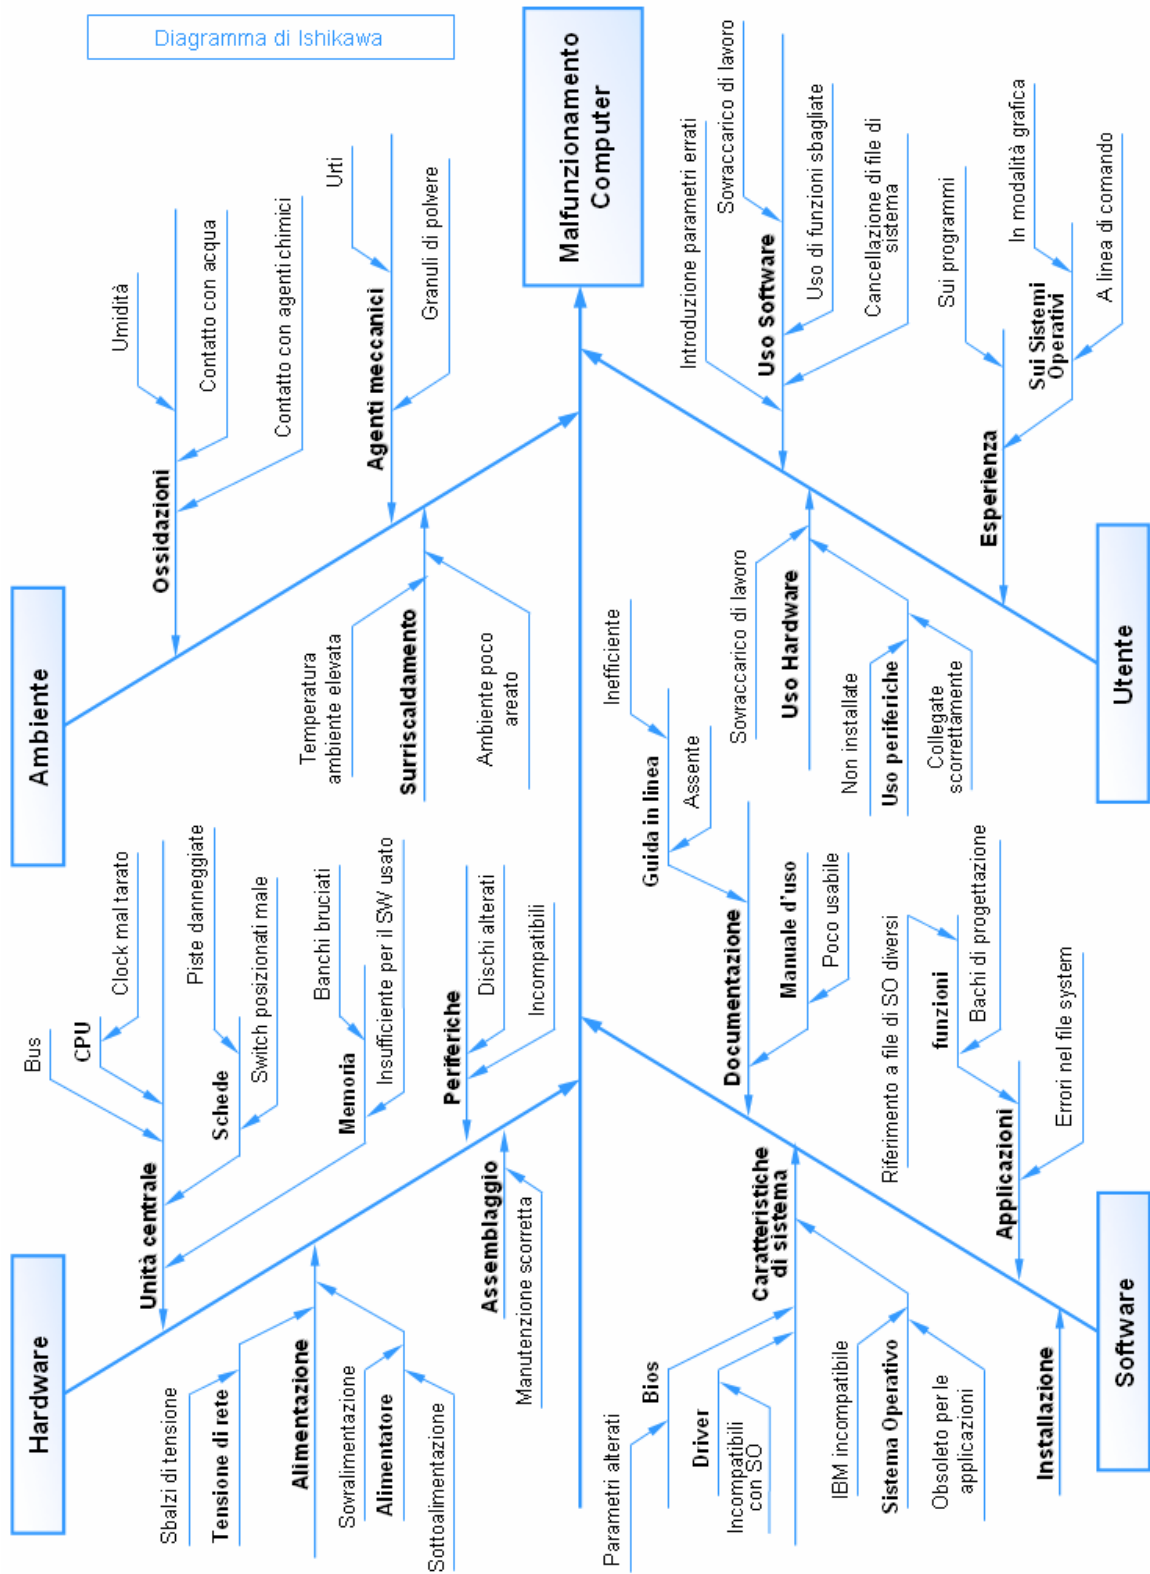 Diagramma di Ishikawa
Hardware
Ambiente
Sbalzi di tensione
Tensione di rete
Alimentazione
Sovralimentazione
Alimentatore
Sottoalimentazione
Bus
CPU
Clock mal tarato
Unità centrale
Schede
Piste danneggiate
Switch posizionati male
Memoria
Banchi bruciati
Insufficiente per il SW usato
Periferiche
Dischi alterati
Incompatibili
Assemblaggio
Manutenzione scorretta
Umidità
Ossidazioni
Contatto con acqua
Contatto con agenti chimici
Urti
Agenti meccanici
Granuli di polvere
Temperatura
ambiente elevata
Surriscaldamento
Ambiente poco
areato
Malfunzionamento
Computer
Parametri alterati
Bios
Driver
Incompatibili
con SO
Caratteristiche
di sistema
IBM incompatibile
Sistema Operativo
Obsoleto per le
applicazioni
Installazione
Inefficiente
Guida in linea
Assente
Documentazione
Manuale d'uso
Poco usabile
Riferimento a file di SO diversi
funzioni
Bachi di progettazione
Applicazioni
Errori nel file system
Sovraccarico di lavoro
Uso Hardware
Non installate
Uso periferiche
Collegate
scorrettamente
Introduzione parametri errati
Sovraccarico di lavoro
Uso Software
Uso di funzioni sbagliate
Cancellazione di file di
sistema
Sui programmi
Esperienza
In modalità grafica
Sui Sistemi
Operativi
A linea di comando
Software
Utente